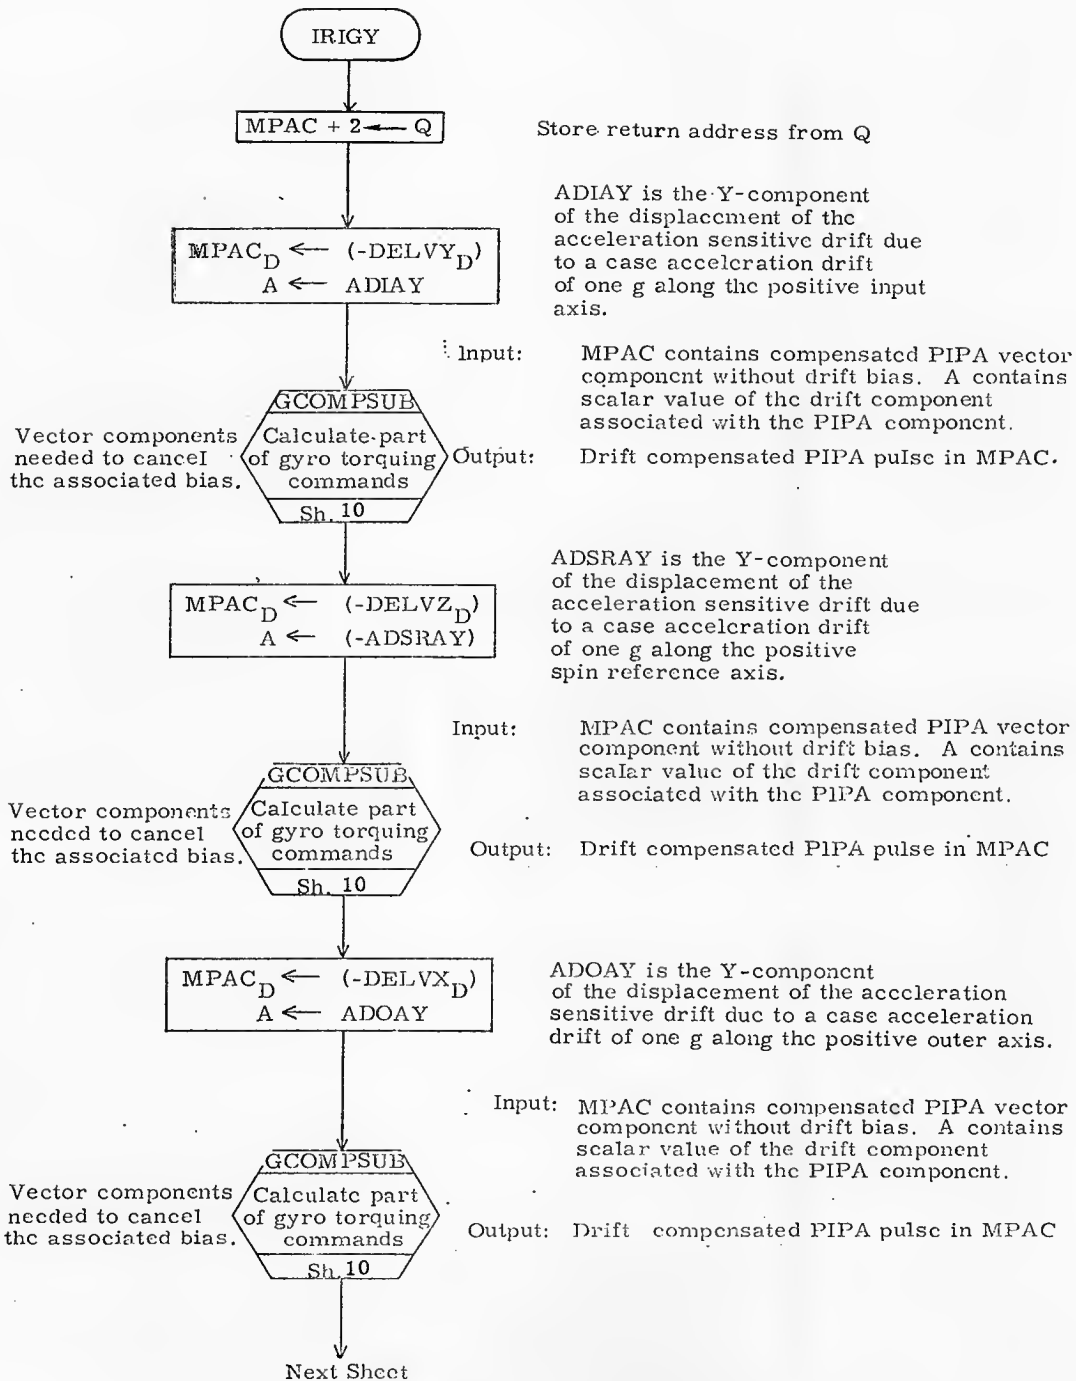 IRIGY
MPAC + 2 ← Q
Store return address from Q
MPAC_D ← (-DELVY_D)
A ← ADIAY
ADIAY is the Y-component
of the displacement of the
acceleration sensitive drift due
to a case acceleration drift
of one g along the positive input
axis.
Input: MPAC contains compensated PIPA vector
component without drift bias. A contains
scalar value of the drift component
associated with the PIPA component.
GCOMPSUB
Calculate part
of gyro torquing
commands
Sh. 10
Vector components
needed to cancel
the associated bias.
Output: Drift compensated PIPA pulse in MPAC.
MPAC_D ← (-DELVZ_D)
A ← (-ADSRAY)
ADSRAY is the Y-component
of the displacement of the
acceleration sensitive drift due
to a case acceleration drift
of one g along the positive
spin reference axis.
Input: MPAC contains compensated PIPA vector
component without drift bias. A contains
scalar value of the drift component
associated with the PIPA component.
GCOMPSUB
Calculate part
of gyro torquing
commands
Sh. 10
Vector components
needed to cancel
the associated bias.
Output: Drift compensated PIPA pulse in MPAC
MPAC_D ← (-DELVX_D)
A ← ADOAY
ADOAY is the Y-component
of the displacement of the acceleration
sensitive drift due to a case acceleration
drift of one g along the positive outer axis.
Input: MPAC contains compensated PIPA vector
component without drift bias. A contains
scalar value of the drift component
associated with the PIPA component.
GCOMPSUB
Calculate part
of gyro torquing
commands
Sh. 10
Vector components
needed to cancel
the associated bias.
Output: Drift compensated PIPA pulse in MPAC
Next Sheet